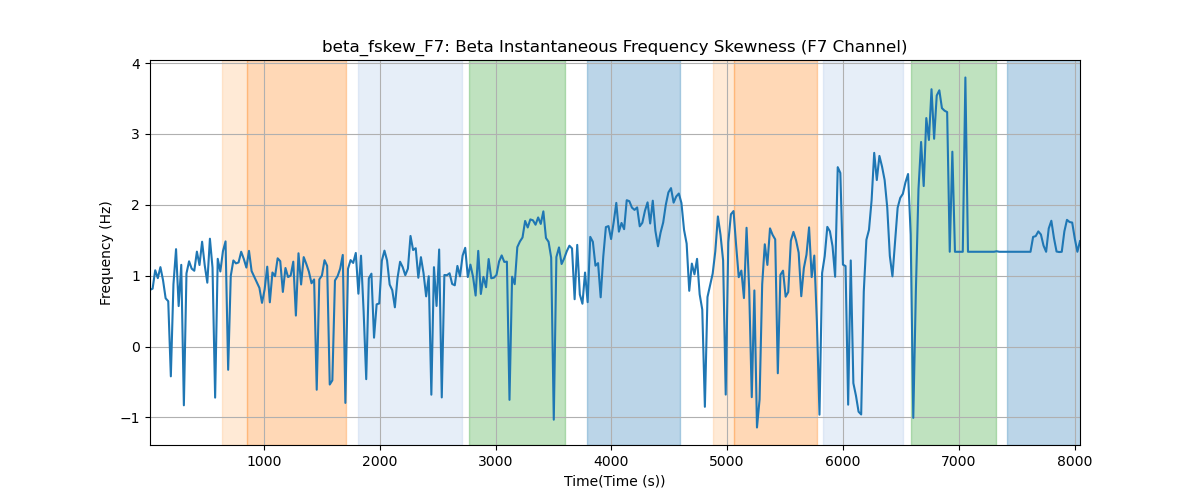 beta_fskew_F7: Beta Instantaneous Frequency Skewness (F7 Channel)
4
3
2
1
0
−1
Frequency (Hz)
1000 2000 3000 4000 5000 6000 7000 8000
Time(Time (s))